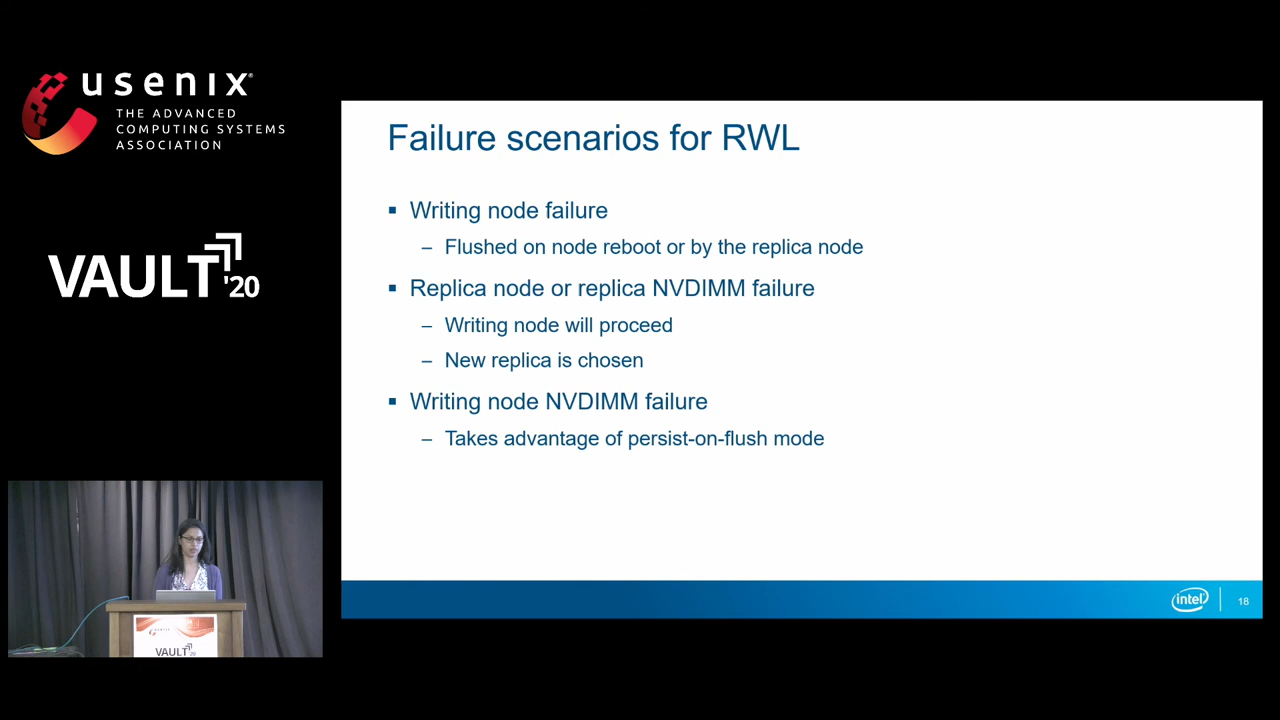 usenix
THE ADVANCED
COMPUTING SYSTEMS
ASSOCIATION
VAULT '20
Failure scenarios for RWL
▪ Writing node failure
– Flushed on node reboot or by the replica node
▪ Replica node or replica NVDIMM failure
– Writing node will proceed
– New replica is chosen
▪ Writing node NVDIMM failure
– Takes advantage of persist-on-flush mode
intel
18
VAULT